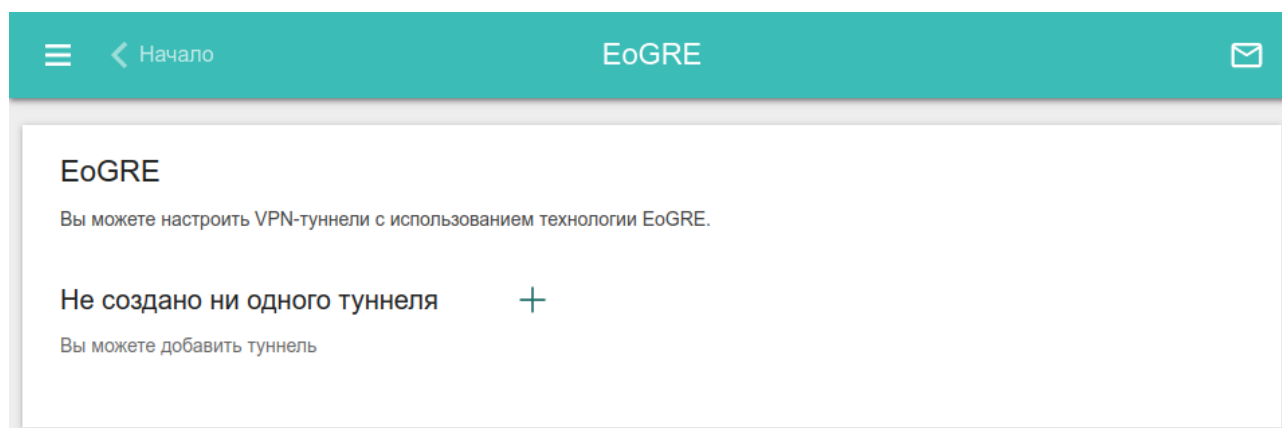 Начало
EoGRE
EoGRE
Вы можете настроить VPN-туннели с использованием технологии EoGRE.
Не создано ни одного туннеля
Вы можете добавить туннель